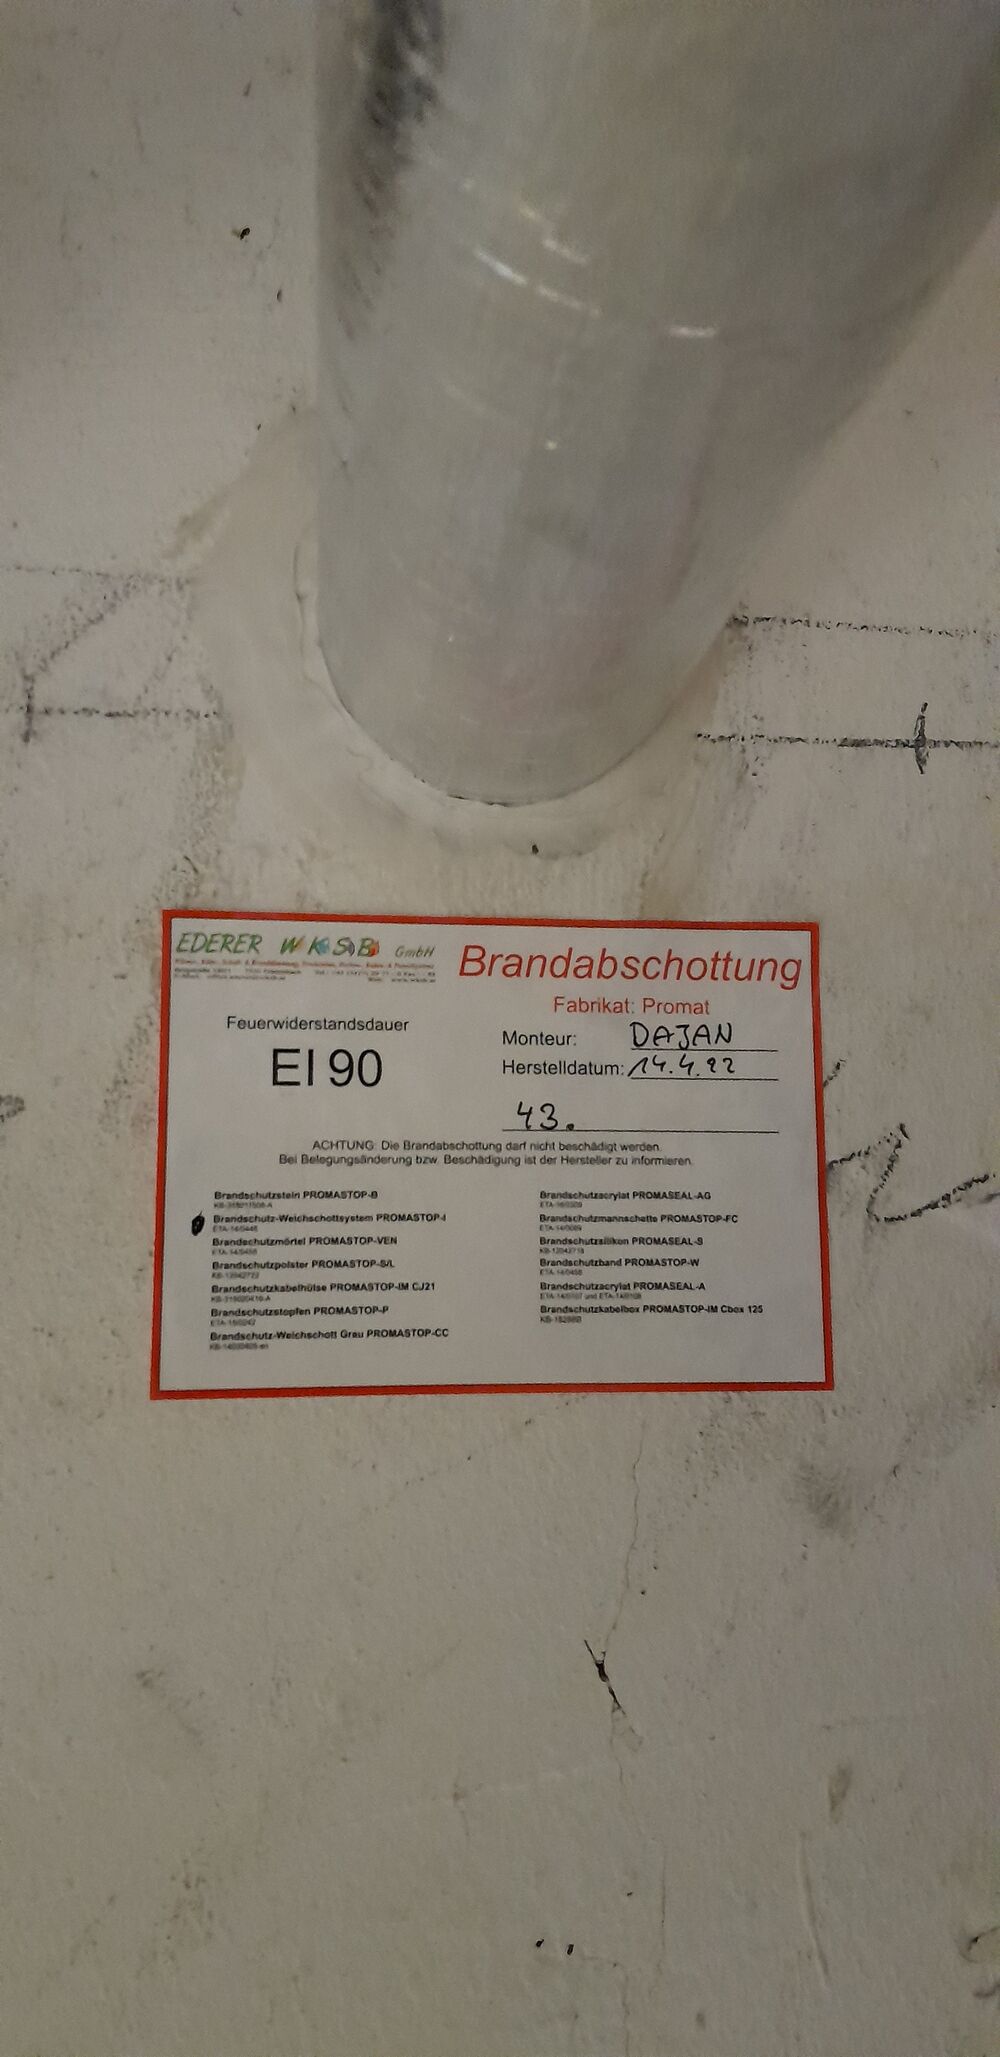 EDERER WKSB GmbH
Brandabschottung
Fabrikat: Promat
Feuerwiderstandsdauer
EI 90
Monteur: DAJAN
Herstelldatum: 14.4.22
43.
ACHTUNG: Die Brandabschottung darf nicht beschädigt werden.
Bei Belegungsänderung bzw. Beschädigung ist der Hersteller zu informieren.
Brandschutzstein PROMASTOP-B
Brandschutz-Weichschottsystem PROMASTOP-I
Brandschutzmörtel PROMASTOP-VEN
Brandschutzpolster PROMASTOP-S/L
Brandschutzkabelhülse PROMASTOP-IM CJ21
Brandschutzstopfen PROMASTOP-P
Brandschutz-Weichschott Grau PROMASTOP-CC
Brandschutzacrylat PROMASEAL-AG
Brandschutzmannschette PROMASTOP-FC
Brandschutzsilikon PROMASEAL-S
Brandschutzband PROMASTOP-W
Brandschutzacrylat PROMASEAL-A
Brandschutzkabelbox PROMASTOP-IM Cbox 125